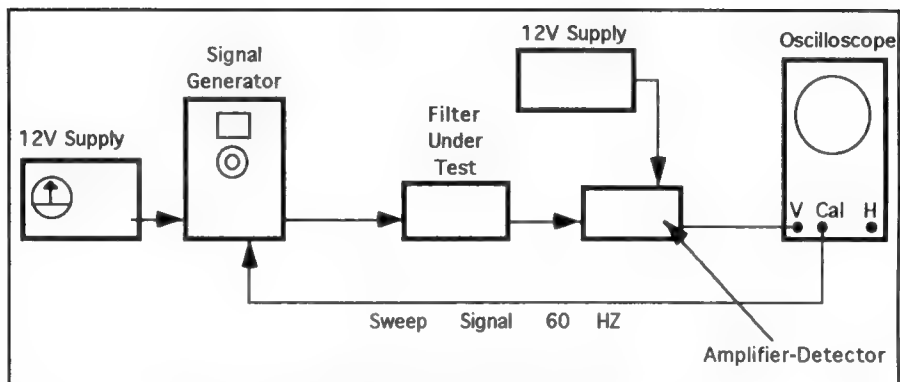 12V Supply
Oscilloscope
Signal
Generator
Filter
Under
Test
12V Supply
V Cal H
Sweep Signal 60 HZ
Amplifier-Detector